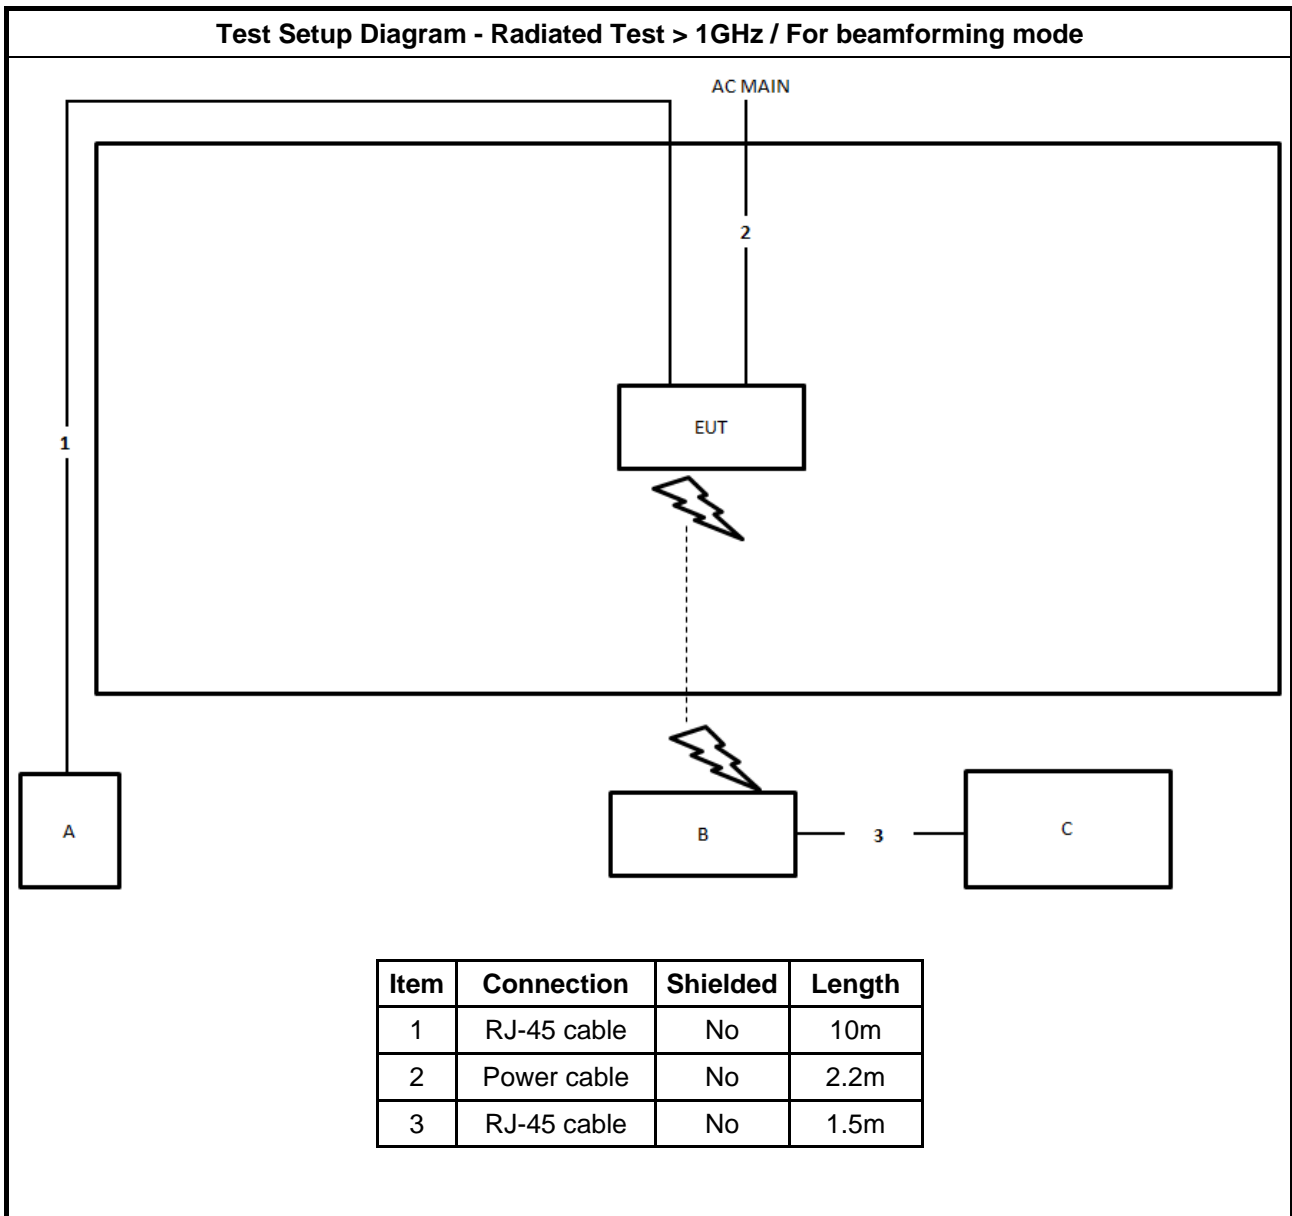 Test Setup Diagram - Radiated Test > 1GHz / For beamforming mode
AC MAIN
2
1
EUT
A
B
3
C
Item Connection Shielded Length
1 RJ-45 cable No 10m
2 Power cable No 2.2m
3 RJ-45 cable No 1.5m